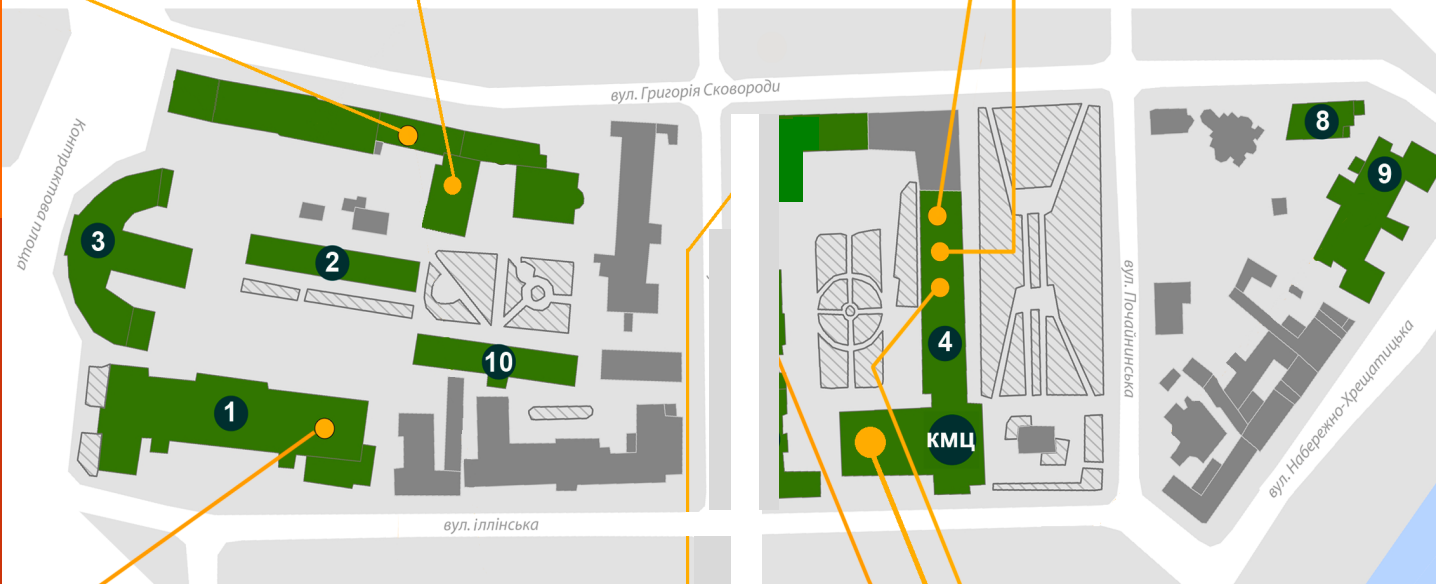 вул. Григорія Сковороди
Контрактова площа
8
9
3
2
вул. Почайнинська
4
10
вул. Набережно-Хрещатицька
1
КМЦ
вул. іллінська